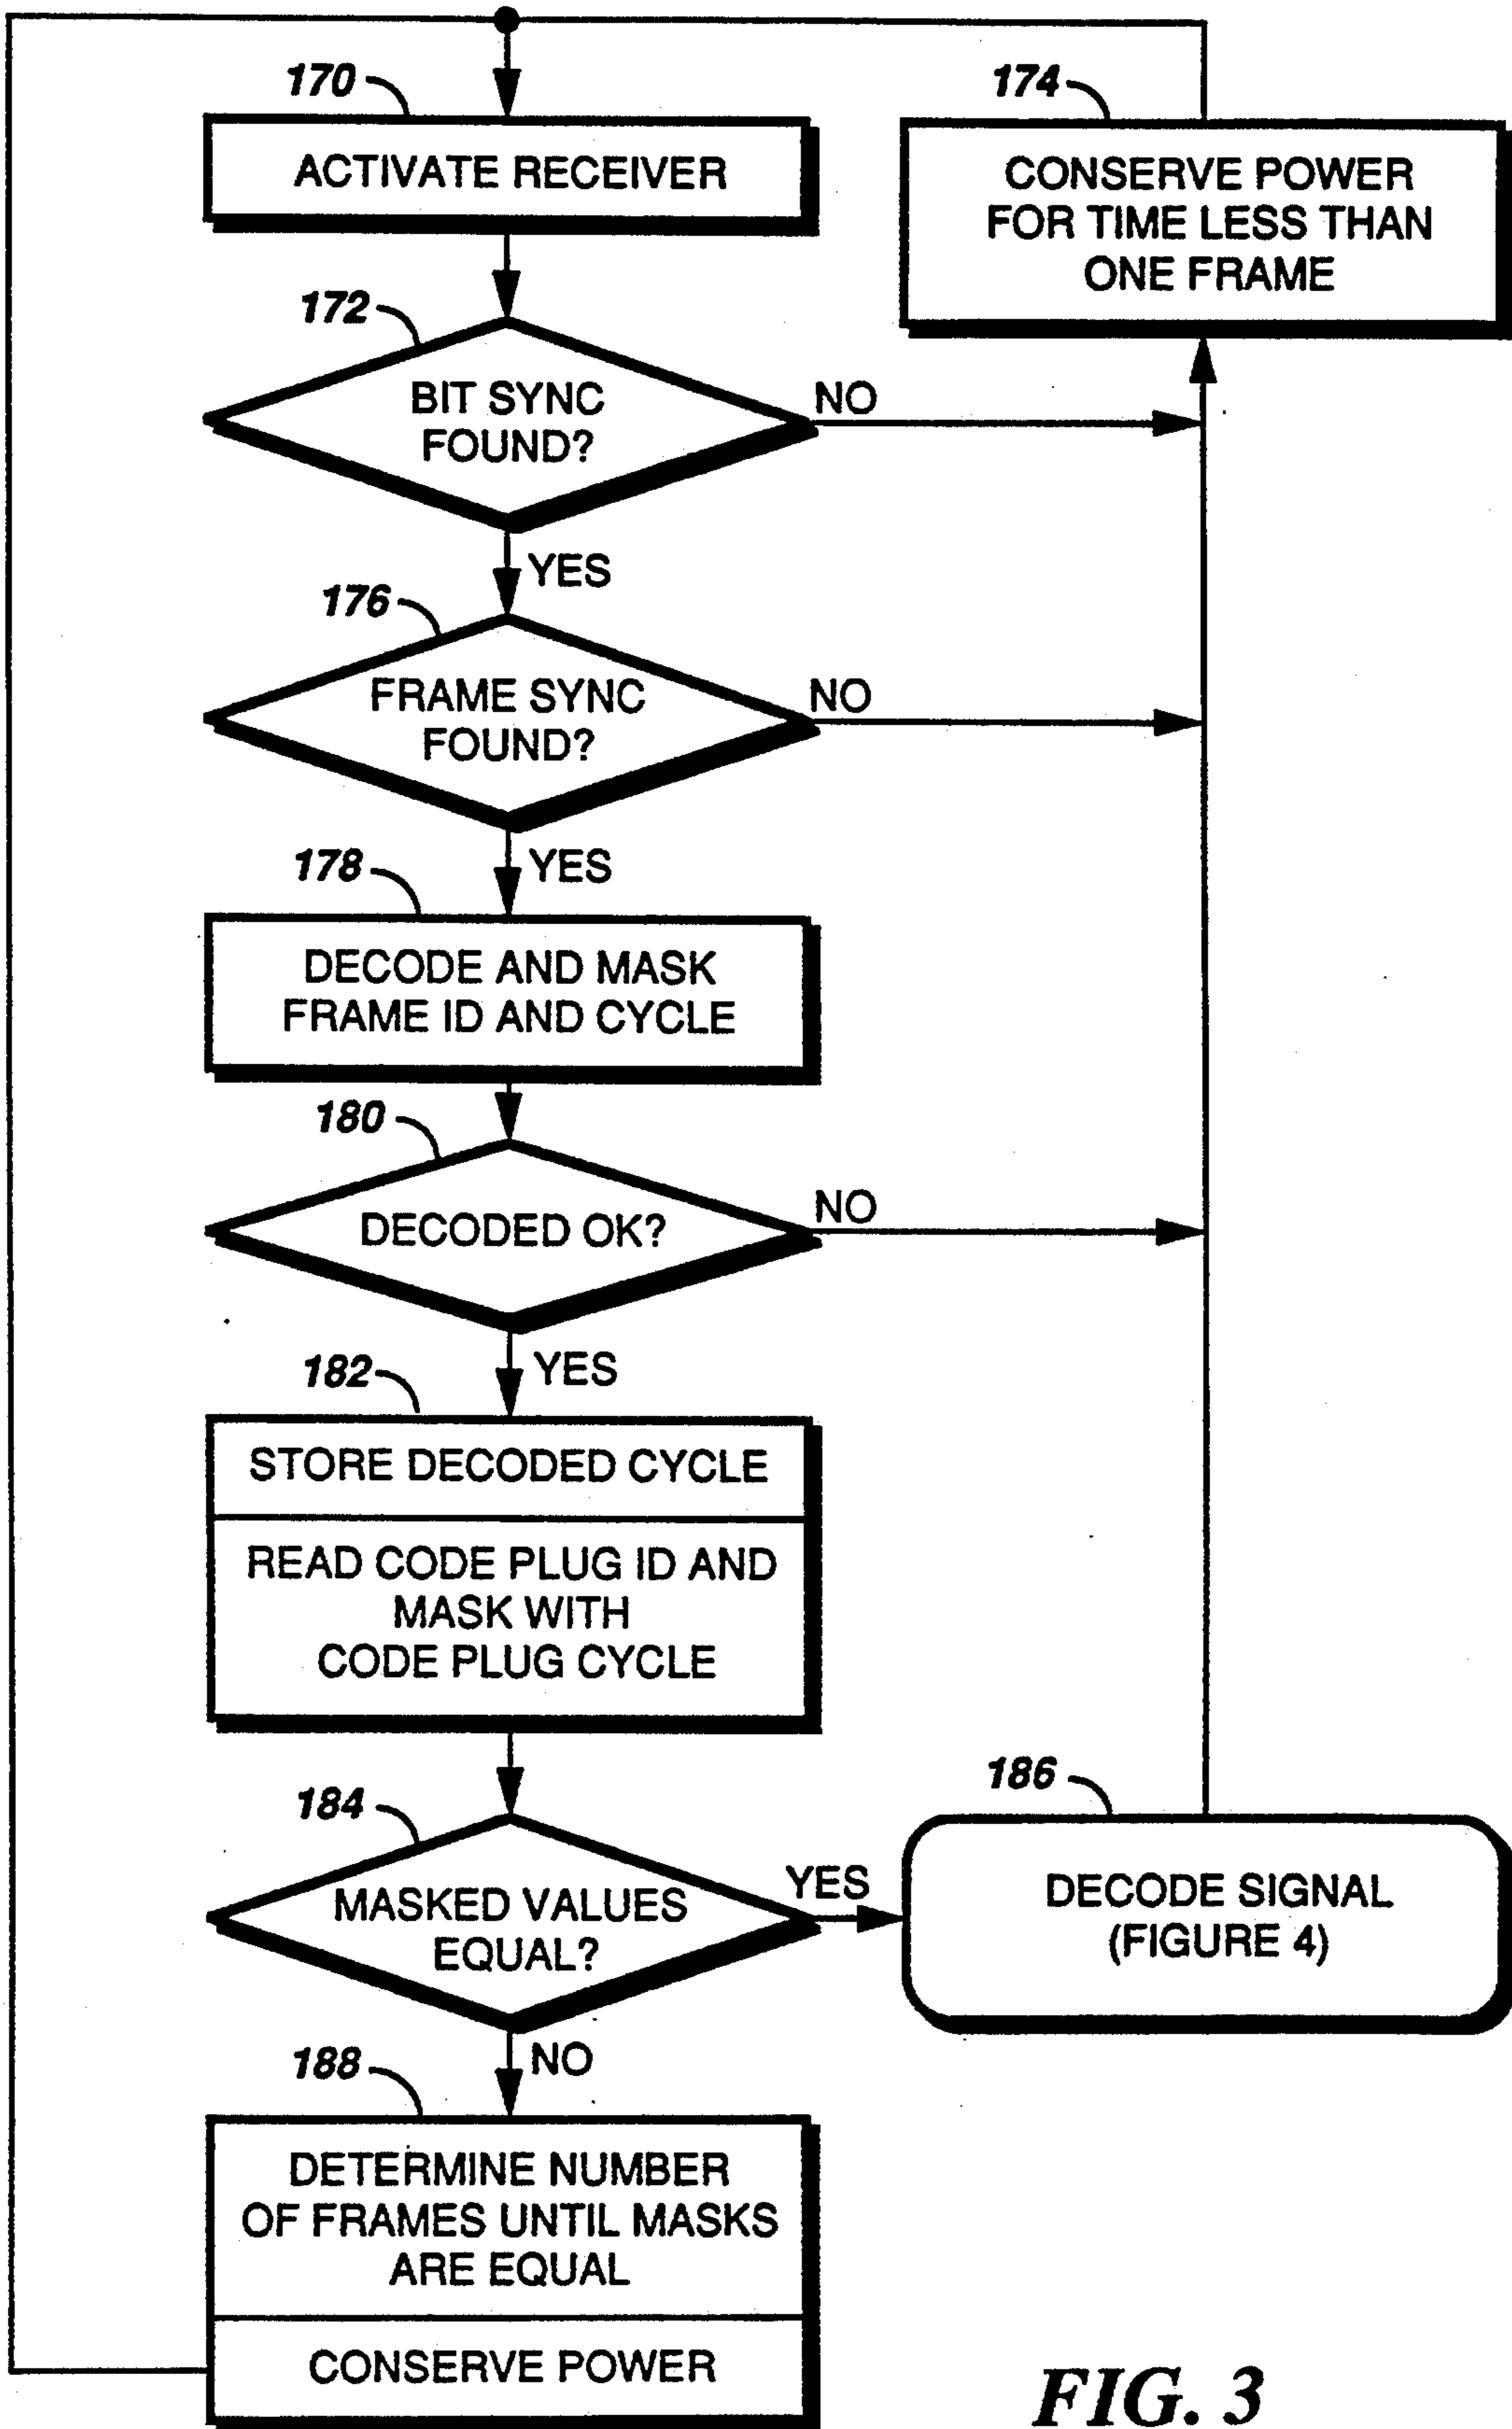 170
ACTIVATE RECEIVER
174
CONSERVE POWER
FOR TIME LESS THAN
ONE FRAME
172
BIT SYNC
FOUND?
NO
YES
176
FRAME SYNC
FOUND?
NO
YES
178
DECODE AND MASK
FRAME ID AND CYCLE
180
DECODED OK?
NO
YES
182
STORE DECODED CYCLE
READ CODE PLUG ID AND
MASK WITH
CODE PLUG CYCLE
184
MASKED VALUES
EQUAL?
YES
186
DECODE SIGNAL
(FIGURE 4)
NO
188
DETERMINE NUMBER
OF FRAMES UNTIL MASKS
ARE EQUAL
CONSERVE POWER
FIG. 3